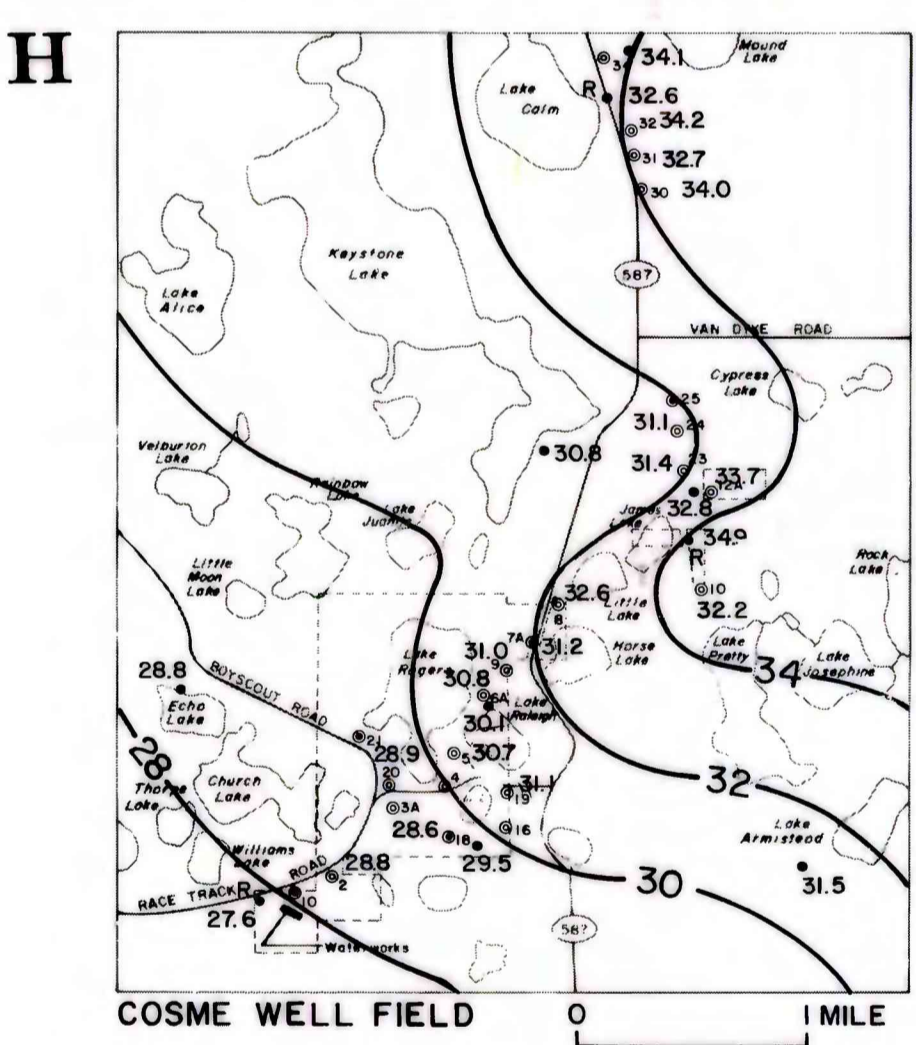 H
Mound
Lake
34.1
3
Lake
Calm
R
32.6
32 34.2
31 32.7
30 34.0
Keystone
Lake
587
Lake
Alice
VAN DYKE ROAD
Cypress
Lake
25
31.1
24
Velburton
Lake
30.8
31.4
23
33.7
12A
32.8
Rainbow
Lake
Lake
Juanita
James
Lake
34.9
R
Little
Moon
Lake
Rock
Lake
10
32.2
32.6
8
Little
Lake
7A
31.2
31.0
9
Horse
Lake
Lake
Pretty
Lake
Josephine
34
Lake
Rogers
28.8
30.8
6A
30.1
Lake
Raleigh
BOYSCOUT ROAD
Echo
Lake
21
28.9
5 30.7
28
20
4
31.1
19
32
Thorpe
Lake
Church
Lake
3A
16
Lake
Armistead
28.6
18
29.5
31.5
Williams
Lake
28.8
2
30
RACE TRACK ROAD
R
10
27.6
587
Waterworks
COSME WELL FIELD
0 1 MILE